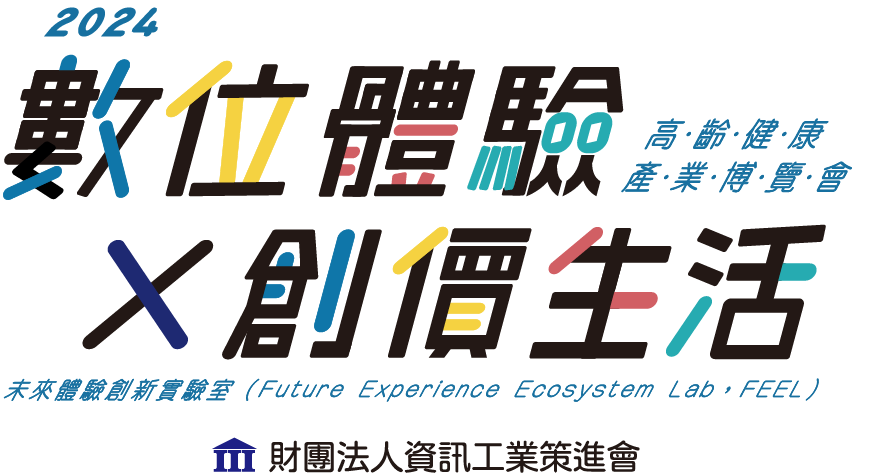 2024
數位體驗
高·齡·健·康
產·業·博·覽·會
X創價生活
未來體驗創新實驗室 (Future Experience Ecosystem Lab，FEEL)
財團法人資訊工業策進會